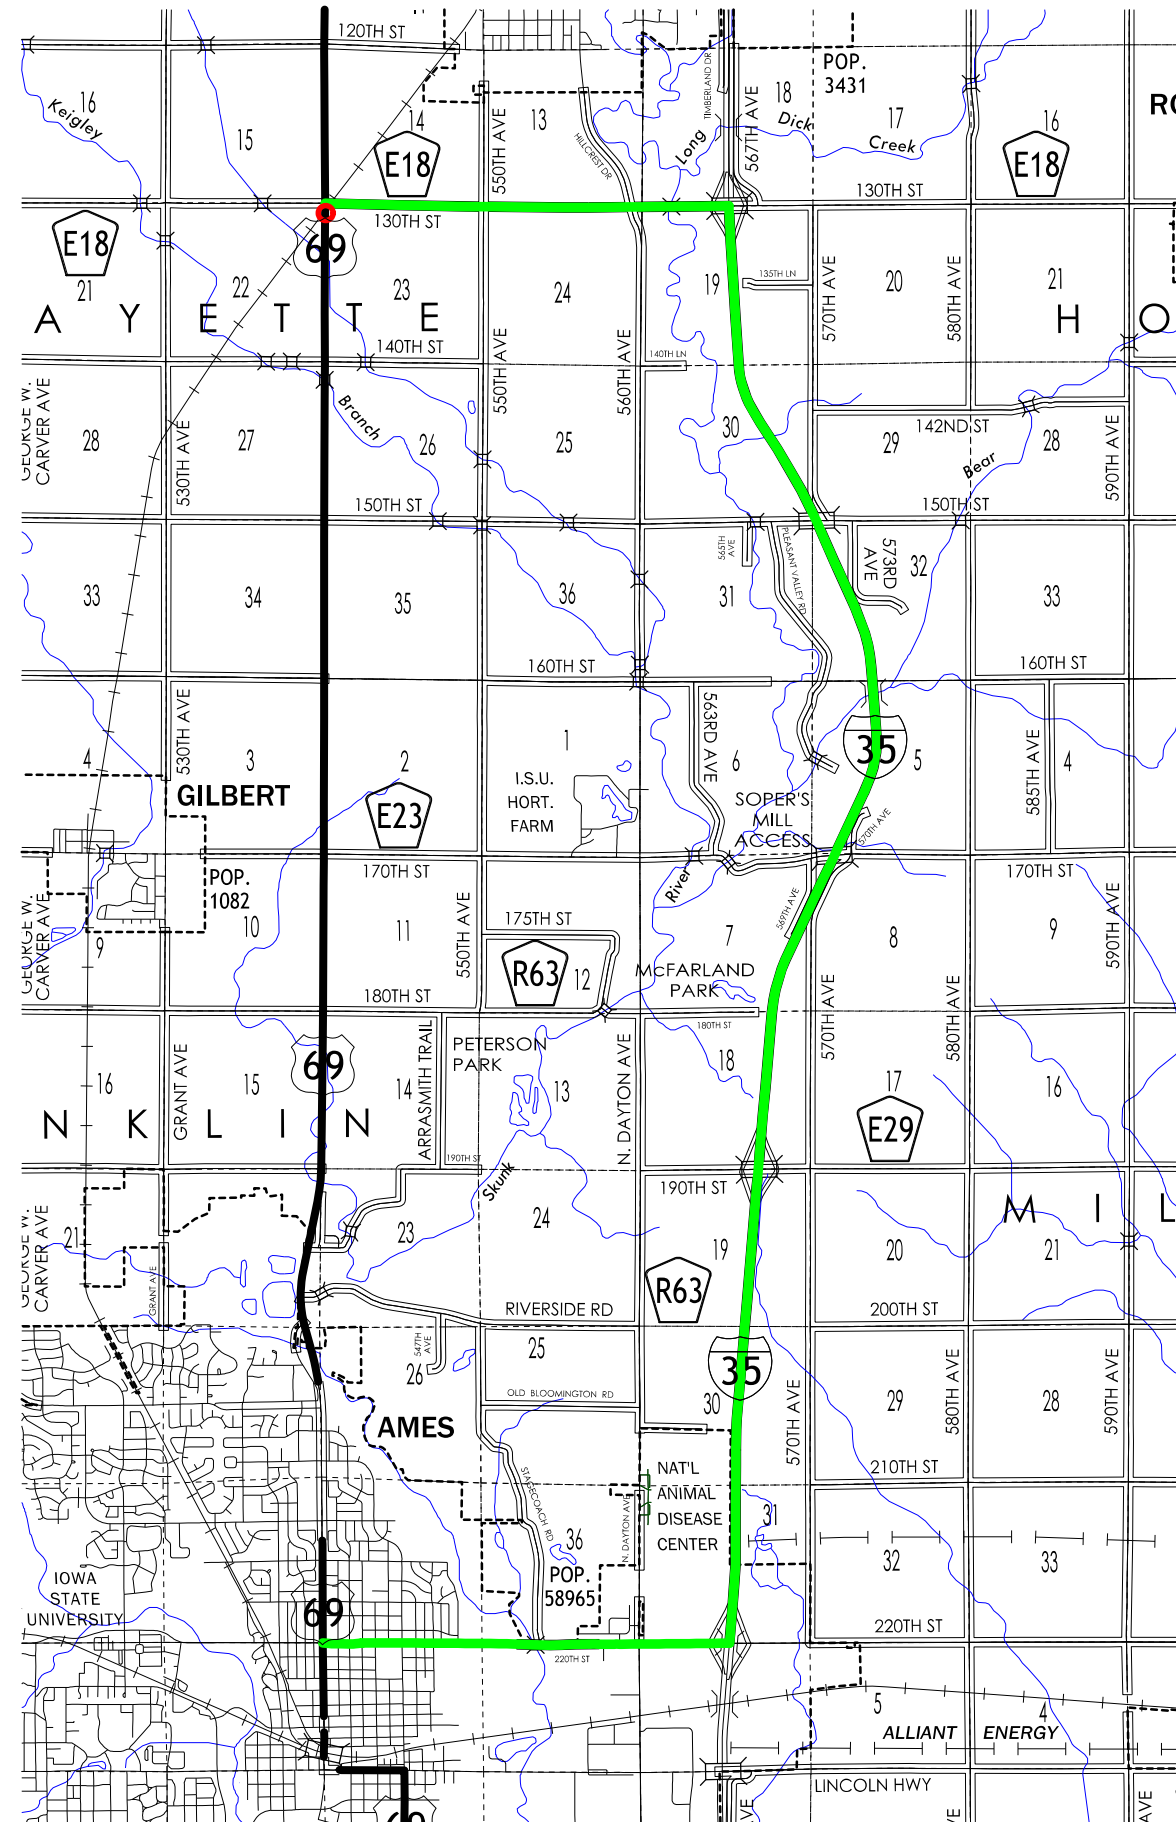 120TH ST
POP.
3431
TIMBERLAND DR
567TH AVE
16
Keigley
15
14
E18
550TH AVE
13
HILLCREST DR
Long
18
Dick
17
Creek
16
E18
130TH ST
130TH ST
69
E18
21
22
23
24
19
135TH LN
570TH AVE
20
580TH AVE
21
A Y E T T E
H O
140TH ST
140TH LN
550TH AVE
560TH AVE
GEORGE W.
CARVER AVE
28
530TH AVE
27
Branch
26
25
30
29
142ND ST
28
Bear
590TH AVE
150TH ST
150TH ST
565TH
AVE
PLEASANT VALLEY RD
573RD
AVE
32
33
34
35
36
31
33
160TH ST
160TH ST
530TH AVE
563RD AVE
4
3
2
1
6
35
5
585TH AVE
4
GILBERT
E23
I.S.U.
HORT.
FARM
SOPER'S
MILL
ACCESS
570TH AVE
170TH ST
170TH ST
POP.
1082
River
569TH AVE
GEORGE W.
CARVER AVE
9
10
11
550TH AVE
175TH ST
R63
12
7
8
9
590TH AVE
McFARLAND
PARK
570TH AVE
580TH AVE
180TH ST
180TH ST
69
ARRASMITH TRAIL
PETERSON
PARK
N. DAYTON AVE
18
16
GRANT AVE
15
14
13
17
16
E29
N K L I N
190TH ST
Skunk
190TH ST
M I L
GEORGE W.
CARVER AVE
21
23
24
19
20
21
GRANT AVE
R63
RIVERSIDE RD
200TH ST
547TH
AVE
26
25
35
30
570TH AVE
29
580TH AVE
28
590TH AVE
OLD BLOOMINGTON RD
AMES
210TH ST
STAGECOACH RD
N. DAYTON AVE
NAT'L
ANIMAL
DISEASE
CENTER
31
36
32
33
POP.
58965
IOWA
STATE
UNIVERSITY
69
220TH ST
220TH ST
5
4
ALLIANT ENERGY
LINCOLN HWY
69
AVE
AVE
AVE